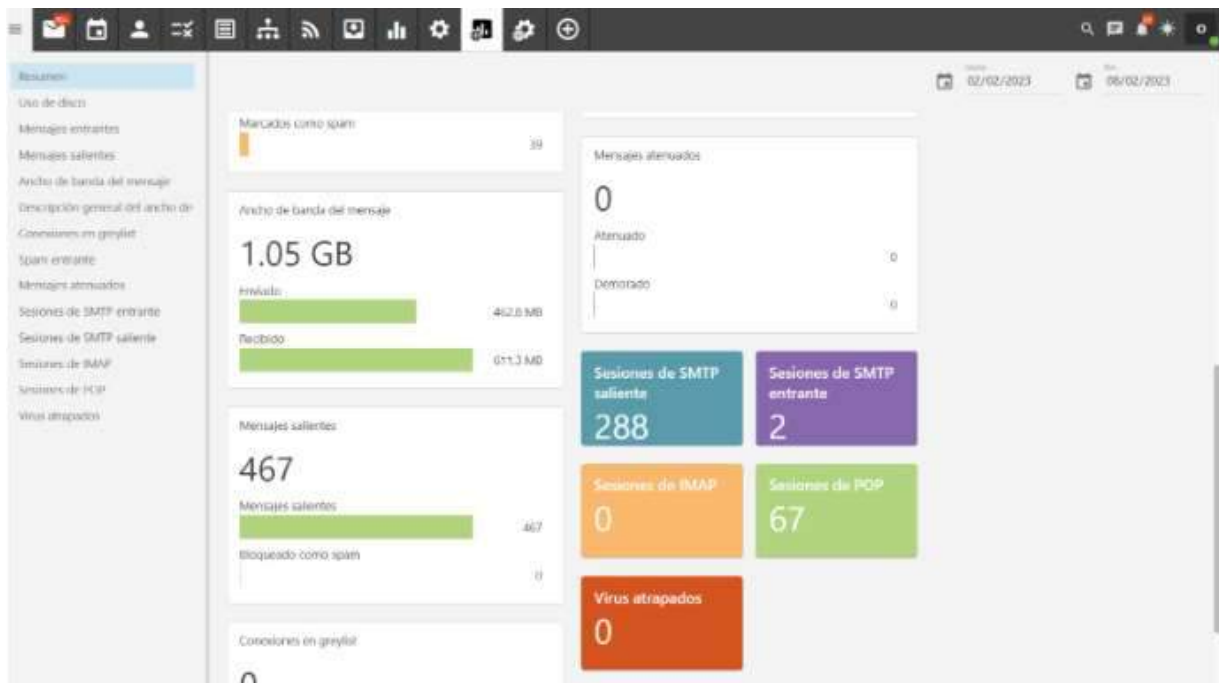 02/02/2023
08/02/2023
Resumen
Uso de disco
Mensajes entrantes
Mensajes salientes
Ancho de banda del mensaje
Descripción general del ancho de
Conexiones en greylist
Spam entrante
Mensajes atenuados
Sesiones de SMTP entrante
Sesiones de SMTP saliente
Sesiones de IMAP
Sesiones de POP
Virus atrapados
Marcados como spam
39
Ancho de banda del mensaje
1.05 GB
Enviado
462.8 MB
Recibido
611.3 MB
Mensajes salientes
467
Mensajes salientes
467
Bloqueado como spam
0
Conexiones en greylist
0
Mensajes atenuados
0
Atenuado
0
Demorado
0
Sesiones de SMTP
saliente
288
Sesiones de SMTP
entrante
2
Sesiones de IMAP
0
Sesiones de POP
67
Virus atrapados
0